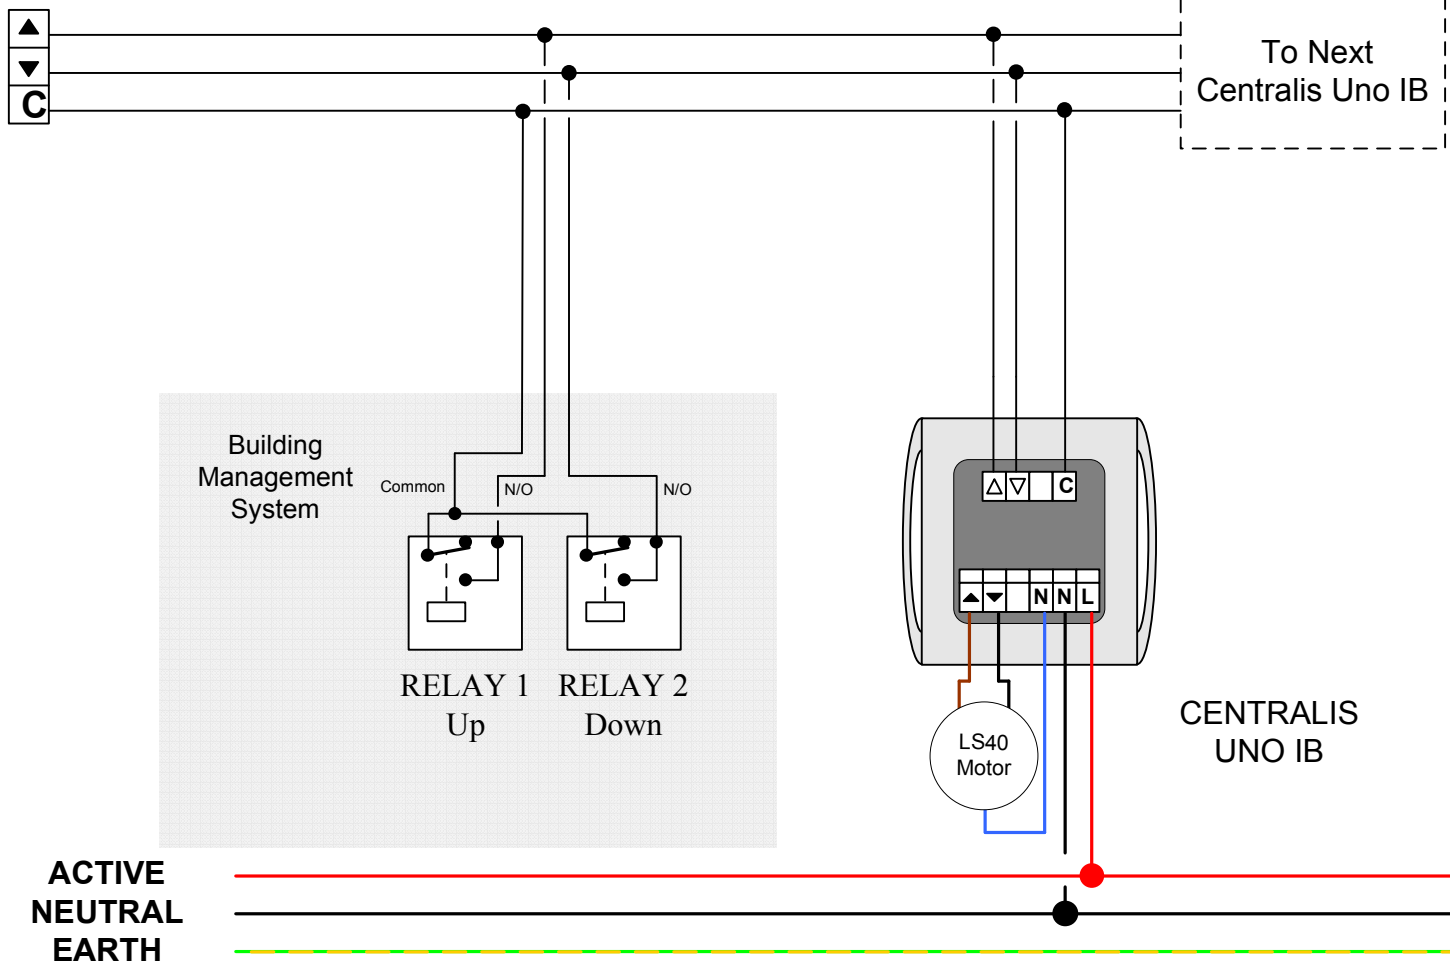 ▲
▼
C
To Next
Centralis Uno IB
Building
Management
System
Common
N/O
N/O
RELAY 1
Up
RELAY 2
Down
△ ▽ C
▲ ▼ N N L
LS40
Motor
CENTRALIS
UNO IB
ACTIVE
NEUTRAL
EARTH